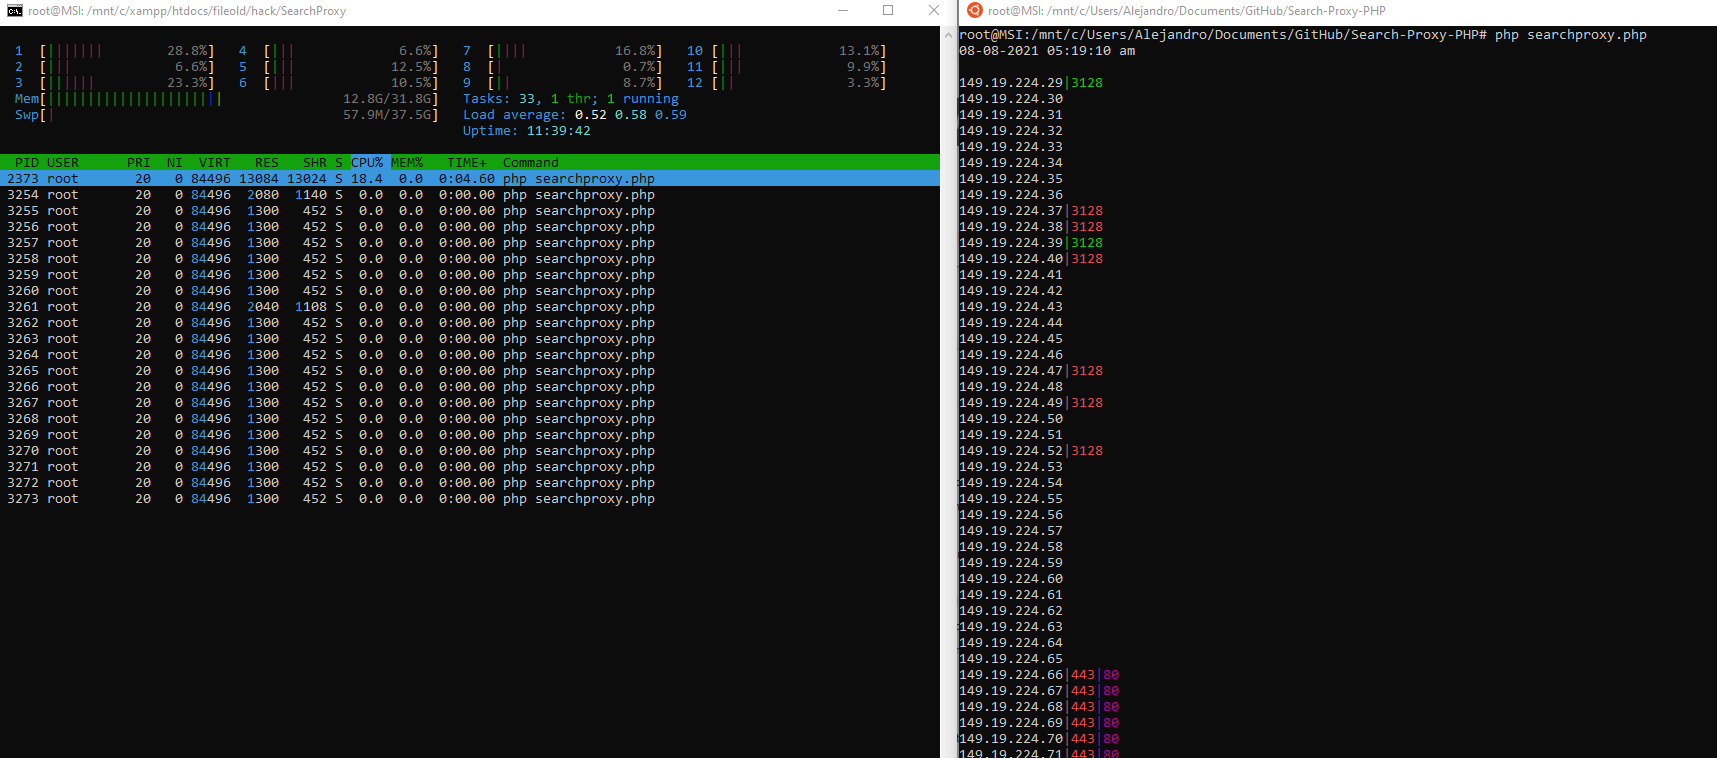 root@MSI: /mnt/c/xampp/htdocs/fileold/hack/SearchProxy
1 [||||||| 28.8%] 4 [||| 6.6%] 7 [|||| 16.8%] 10 [||| 13.1%]
2 [||| 6.6%] 5 [||| 12.5%] 8 [| 0.7%] 11 [||| 9.9%]
3 [|||||| 23.3%] 6 [||| 10.5%] 9 [|| 8.7%] 12 [|| 3.3%]
Mem[|||||||||||||||||||||| 12.8G/31.8G] Tasks: 33, 1 thr; 1 running
Swp[| 57.9M/37.5G] Load average: 0.52 0.58 0.59
Uptime: 11:39:42
PID USER PRI NI VIRT RES SHR S CPU% MEM% TIME+ Command
2373 root 20 0 84496 13084 13024 S 18.4 0.0 0:04.60 php searchproxy.php
3254 root 20 0 84496 2080 1140 S 0.0 0.0 0:00.00 php searchproxy.php
3255 root 20 0 84496 1300 452 S 0.0 0.0 0:00.00 php searchproxy.php
3256 root 20 0 84496 1300 452 S 0.0 0.0 0:00.00 php searchproxy.php
3257 root 20 0 84496 1300 452 S 0.0 0.0 0:00.00 php searchproxy.php
3258 root 20 0 84496 1300 452 S 0.0 0.0 0:00.00 php searchproxy.php
3259 root 20 0 84496 1300 452 S 0.0 0.0 0:00.00 php searchproxy.php
3260 root 20 0 84496 1300 452 S 0.0 0.0 0:00.00 php searchproxy.php
3261 root 20 0 84496 2040 1108 S 0.0 0.0 0:00.00 php searchproxy.php
3262 root 20 0 84496 1300 452 S 0.0 0.0 0:00.00 php searchproxy.php
3263 root 20 0 84496 1300 452 S 0.0 0.0 0:00.00 php searchproxy.php
3264 root 20 0 84496 1300 452 S 0.0 0.0 0:00.00 php searchproxy.php
3265 root 20 0 84496 1300 452 S 0.0 0.0 0:00.00 php searchproxy.php
3266 root 20 0 84496 1300 452 S 0.0 0.0 0:00.00 php searchproxy.php
3267 root 20 0 84496 1300 452 S 0.0 0.0 0:00.00 php searchproxy.php
3268 root 20 0 84496 1300 452 S 0.0 0.0 0:00.00 php searchproxy.php
3269 root 20 0 84496 1300 452 S 0.0 0.0 0:00.00 php searchproxy.php
3270 root 20 0 84496 1300 452 S 0.0 0.0 0:00.00 php searchproxy.php
3271 root 20 0 84496 1300 452 S 0.0 0.0 0:00.00 php searchproxy.php
3272 root 20 0 84496 1300 452 S 0.0 0.0 0:00.00 php searchproxy.php
3273 root 20 0 84496 1300 452 S 0.0 0.0 0:00.00 php searchproxy.php
root@MSI: /mnt/c/Users/Alejandro/Documents/GitHub/Search-Proxy-PHP
root@MSI:/mnt/c/Users/Alejandro/Documents/GitHub/Search-Proxy-PHP# php searchproxy.php
08-08-2021 05:19:10 am
149.19.224.29|3128
149.19.224.30
149.19.224.31
149.19.224.32
149.19.224.33
149.19.224.34
149.19.224.35
149.19.224.36
149.19.224.37|3128
149.19.224.38|3128
149.19.224.39|3128
149.19.224.40|3128
149.19.224.41
149.19.224.42
149.19.224.43
149.19.224.44
149.19.224.45
149.19.224.46
149.19.224.47|3128
149.19.224.48
149.19.224.49|3128
149.19.224.50
149.19.224.51
149.19.224.52|3128
149.19.224.53
149.19.224.54
149.19.224.55
149.19.224.56
149.19.224.57
149.19.224.58
149.19.224.59
149.19.224.60
149.19.224.61
149.19.224.62
149.19.224.63
149.19.224.64
149.19.224.65
149.19.224.66|443|80
149.19.224.67|443|80
149.19.224.68|443|80
149.19.224.69|443|80
149.19.224.70|443|80
149.19.224.71|443|80